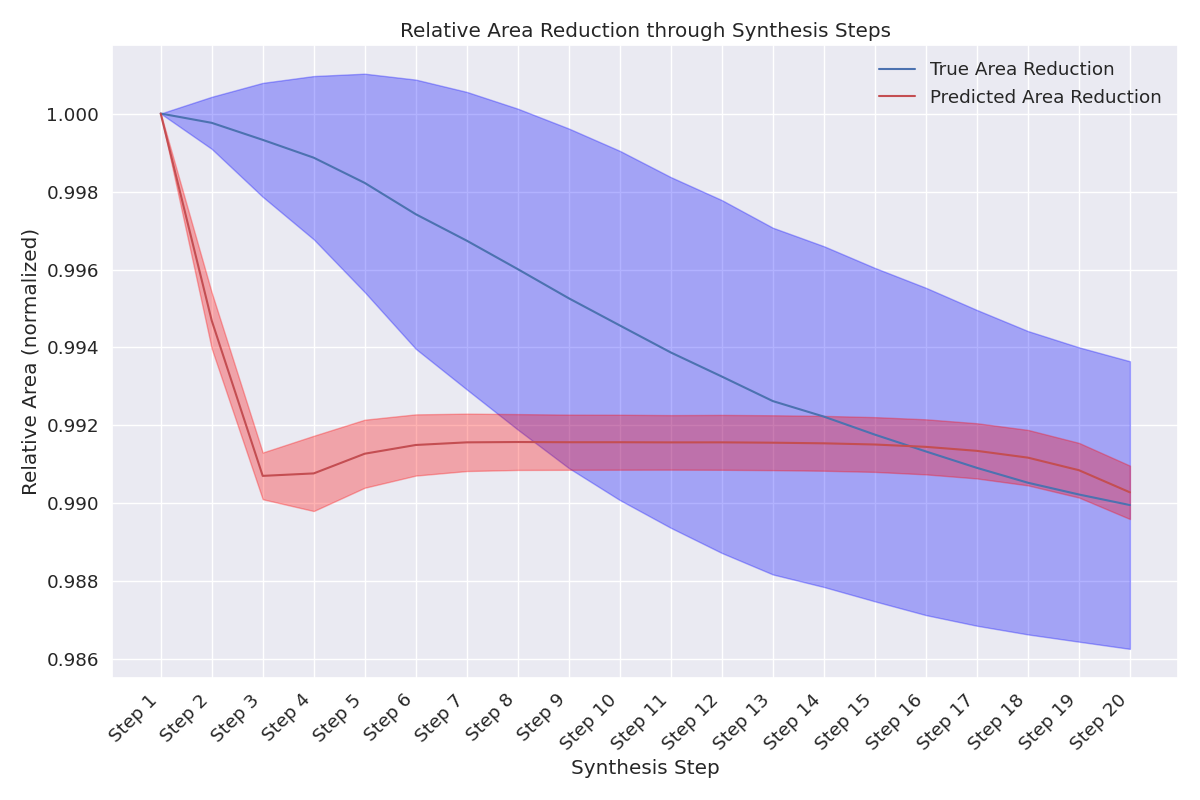 Relative Area Reduction through Synthesis Steps
True Area Reduction
Predicted Area Reduction
Relative Area (normalized)
1.000
0.998
0.996
0.994
0.992
0.990
0.988
0.986
Step 1
Step 2
Step 3
Step 4
Step 5
Step 6
Step 7
Step 8
Step 9
Step 10
Step 11
Step 12
Step 13
Step 14
Step 15
Step 16
Step 17
Step 18
Step 19
Step 20
Synthesis Step